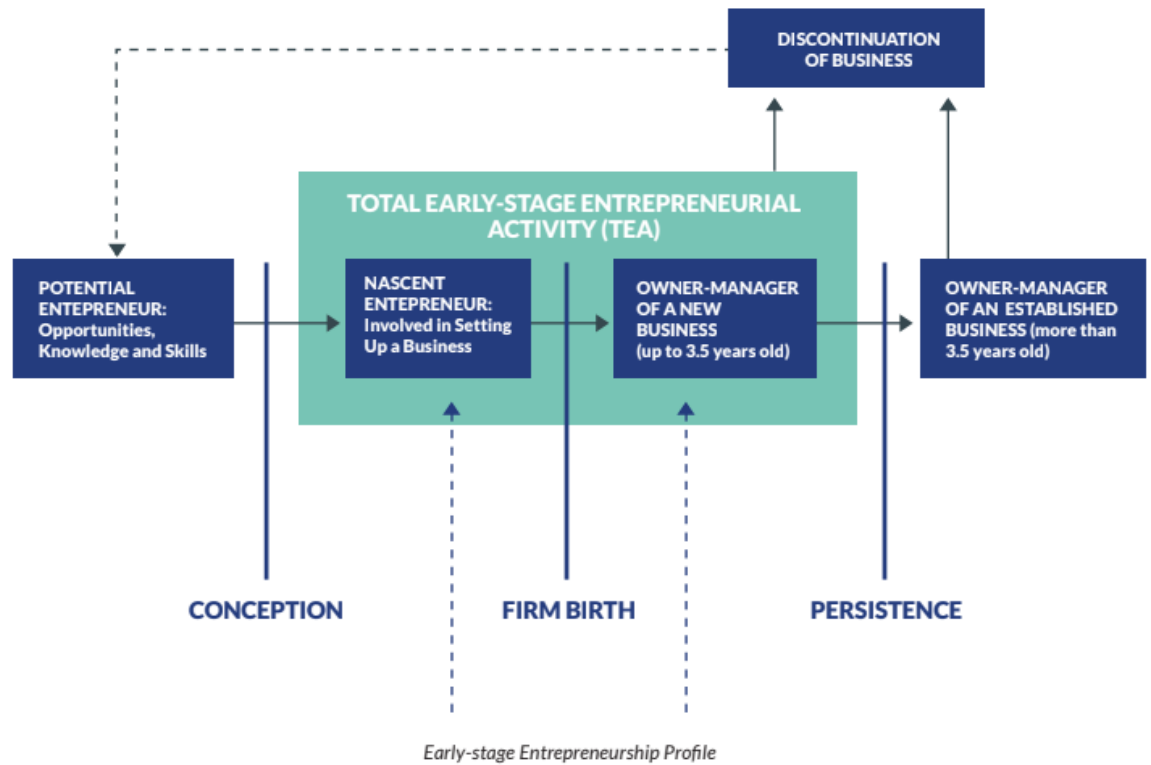 DISCONTINUATION
OF BUSINESS
TOTAL EARLY-STAGE ENTREPRENEURIAL
ACTIVITY (TEA)
POTENTIAL
ENTEPRENEUR:
Opportunities,
Knowledge and Skills
NASCENT
ENTEPRENEUR:
Involved in Setting
Up a Business
OWNER-MANAGER
OF A NEW
BUSINESS
(up to 3.5 years old)
OWNER-MANAGER
OF AN ESTABLISHED
BUSINESS (more than
3.5 years old)
CONCEPTION
FIRM BIRTH
PERSISTENCE
Early-stage Entrepreneurship Profile